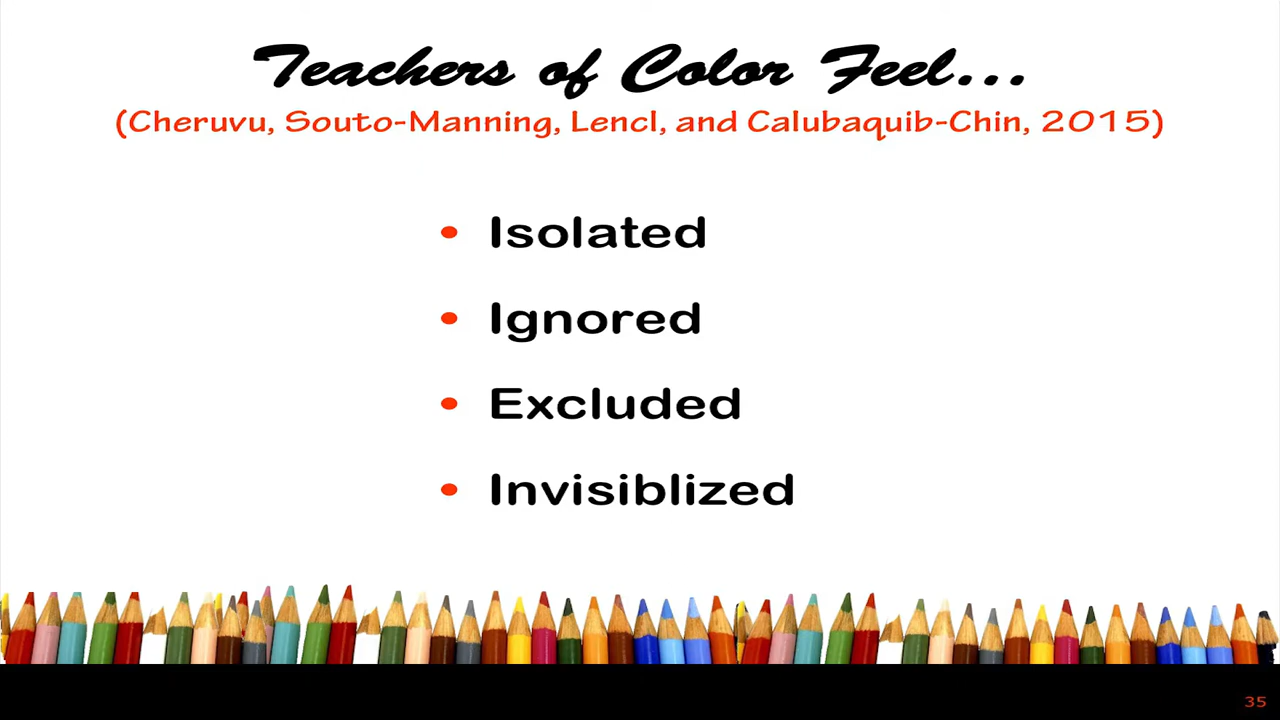 Teachers of Color Feel...
(Cheruvu, Souto-Manning, Lencl, and Calubaquib-Chin, 2015)
• Isolated
• Ignored
• Excluded
• Invisiblized
35